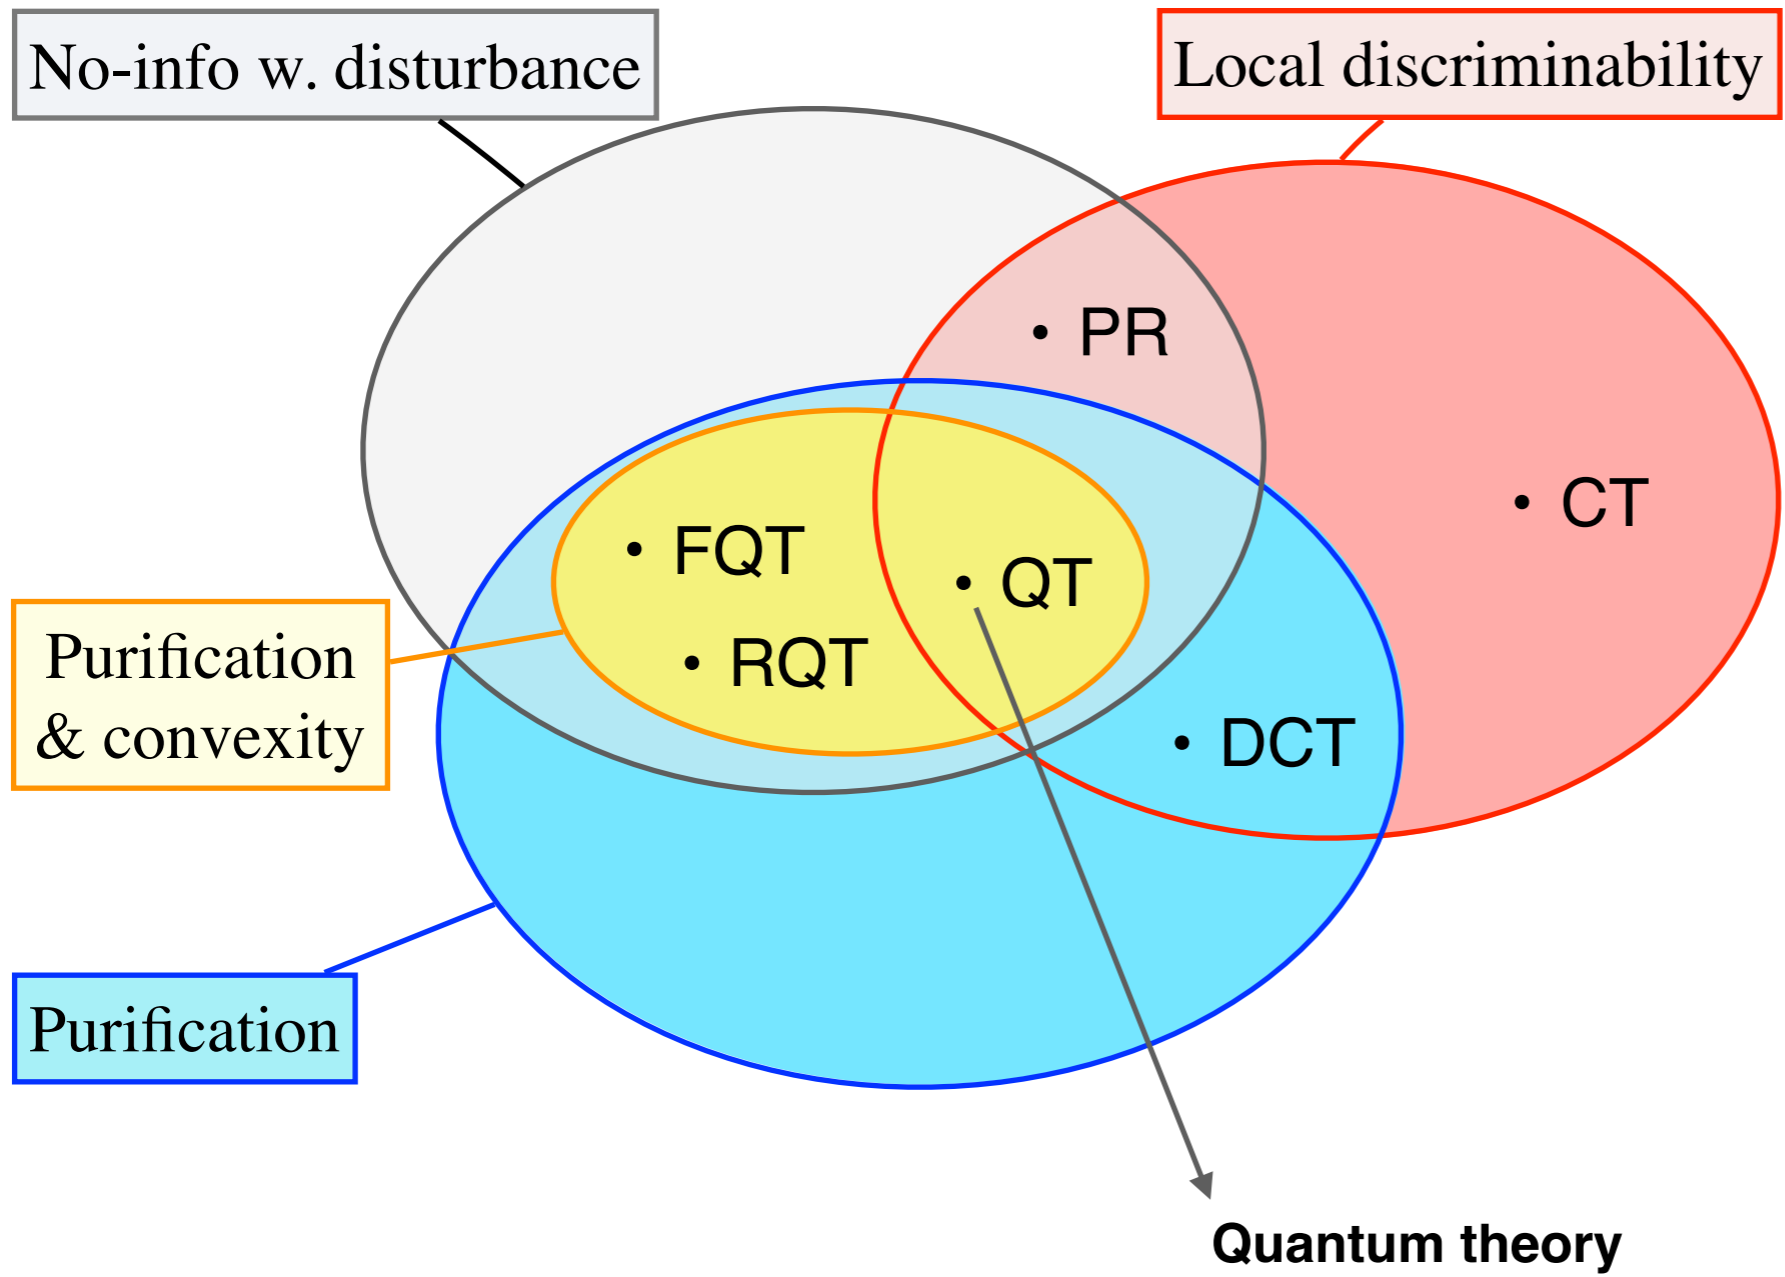 No-info w. disturbance
Local discriminability
PR
CT
FQT
QT
RQT
Purification
& convexity
DCT
Purification
Quantum theory